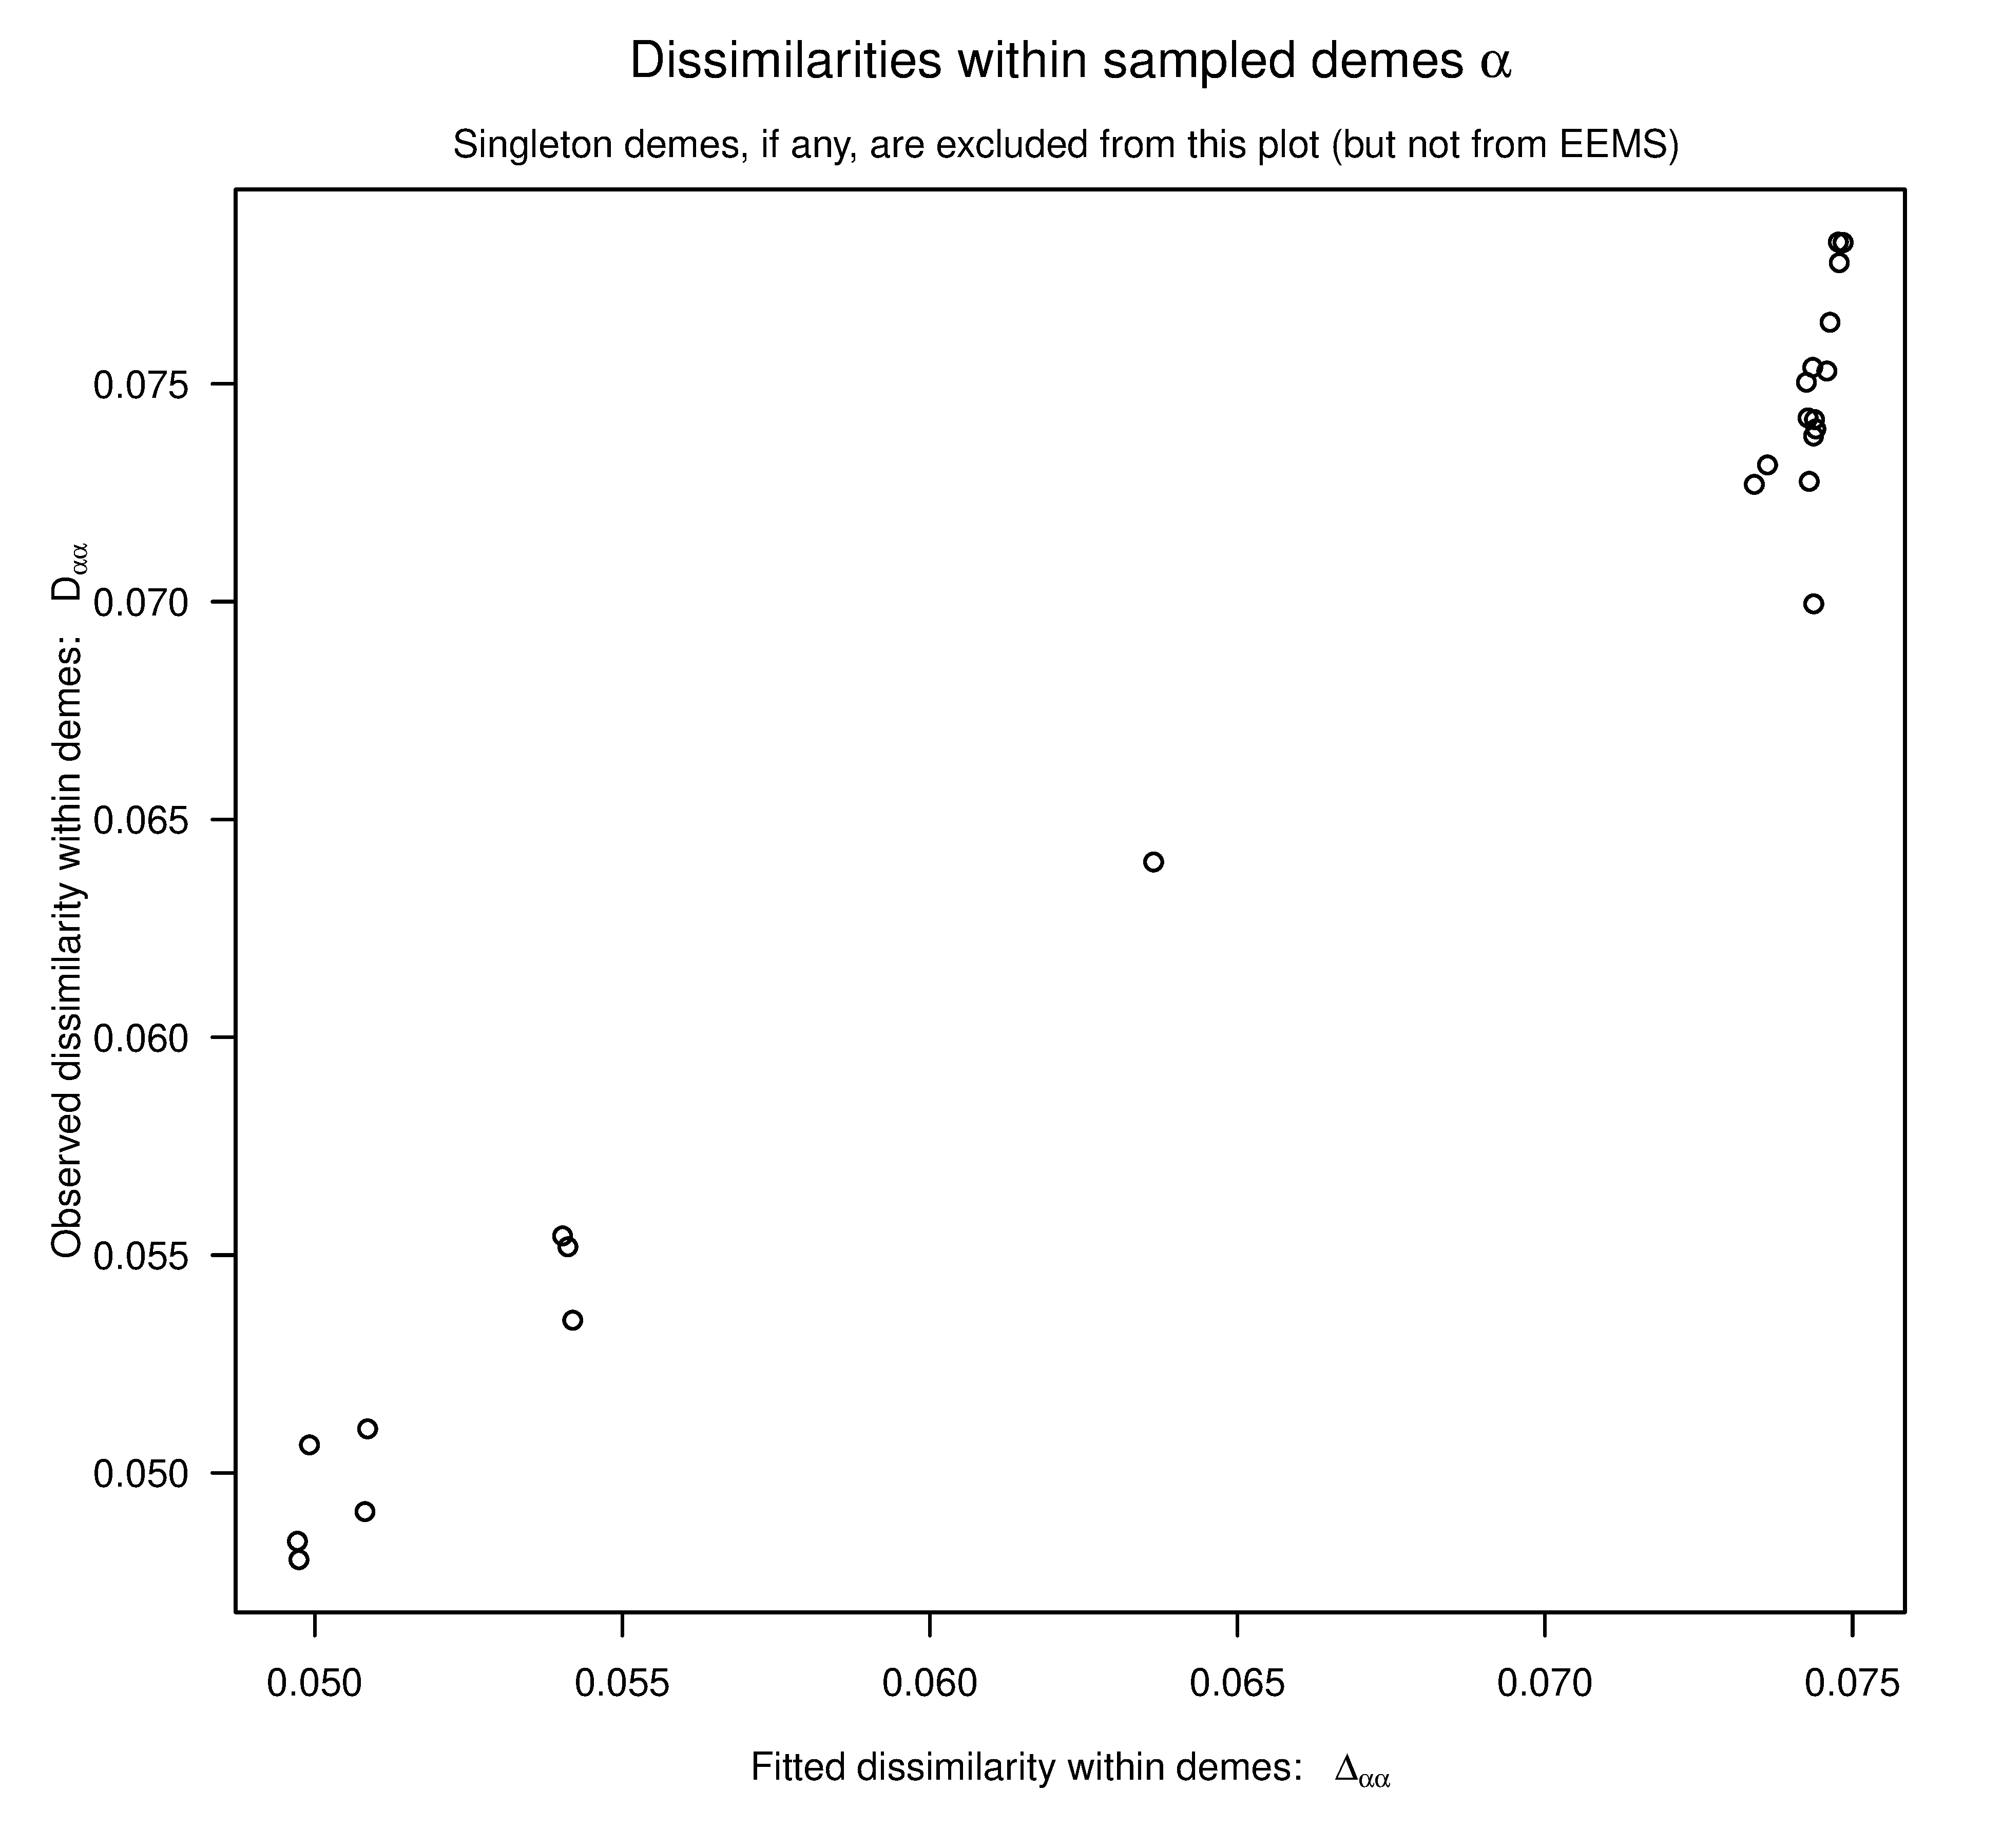 Dissimilarities within sampled demes α
Singleton demes, if any, are excluded from this plot (but not from EEMS)
Observed dissimilarity within demes: Dαα
0.075
0.070
0.065
0.060
0.055
0.050
0.050 0.055 0.060 0.065 0.070 0.075
Fitted dissimilarity within demes: Δαα